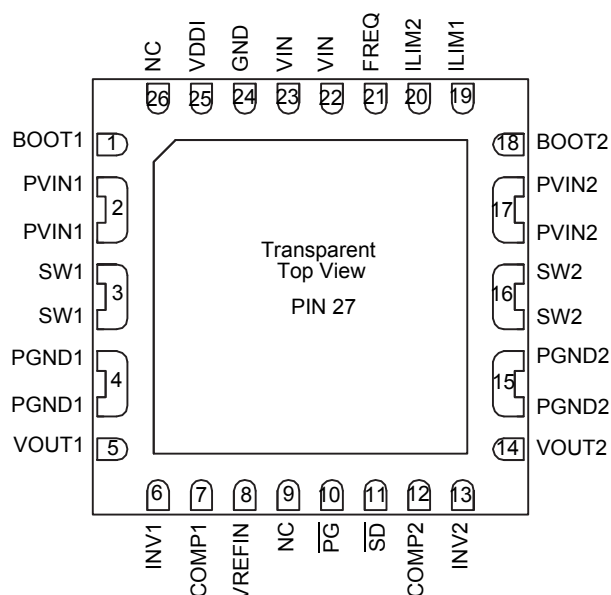 NC
VDDI
GND
VIN
VIN
FREQ
ILIM2
ILIM1
26
25
24
23
22
21
20
19
BOOT1
1
18
BOOT2
PVIN1
2
PVIN1
PVIN2
17
PVIN2
SW1
3
SW1
SW2
16
SW2
PGND1
4
PGND1
PGND2
15
PGND2
VOUT1
5
14
VOUT2
Transparent
Top View
PIN 27
6
7
8
9
10
11
12
13
INV1
COMP1
VREFIN
NC
PG
SD
COMP2
INV2